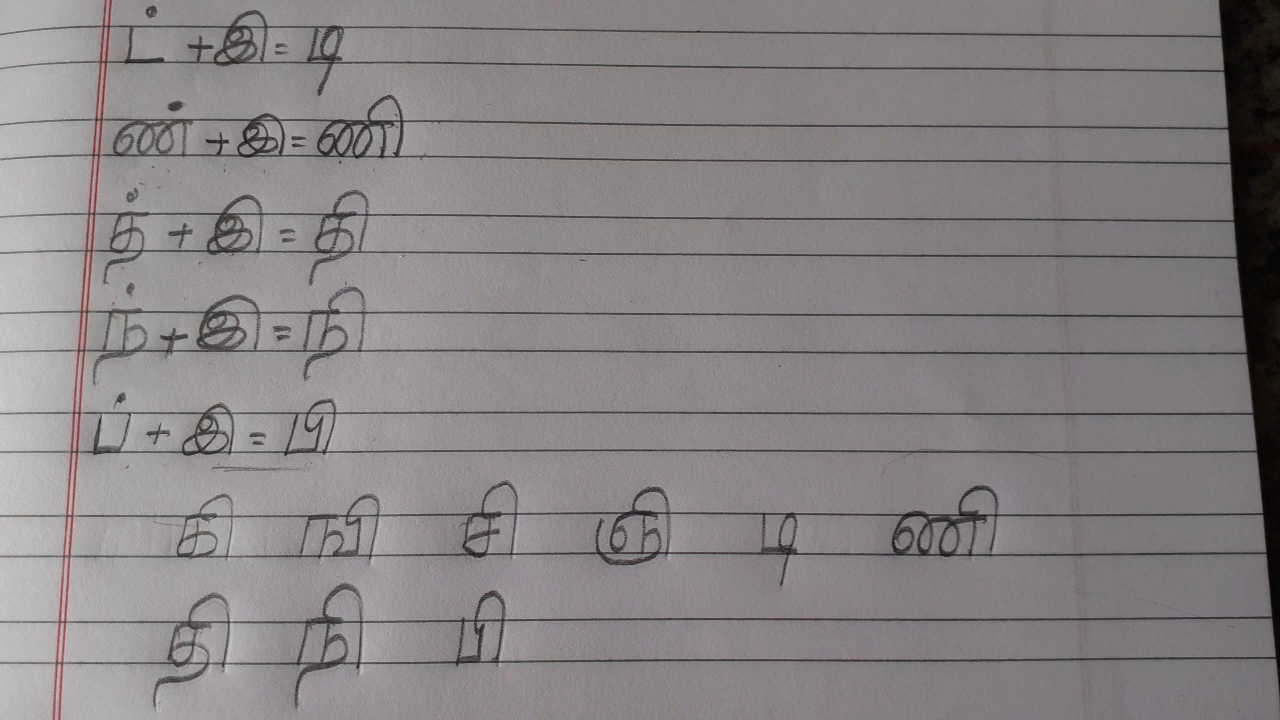 ட் + இ = டி
ண் + இ = ணி
த் + இ = தி
ந் + இ = நி
ப் + இ = பி
கி ஙி சி ஞி டி ணி
தி நி பி